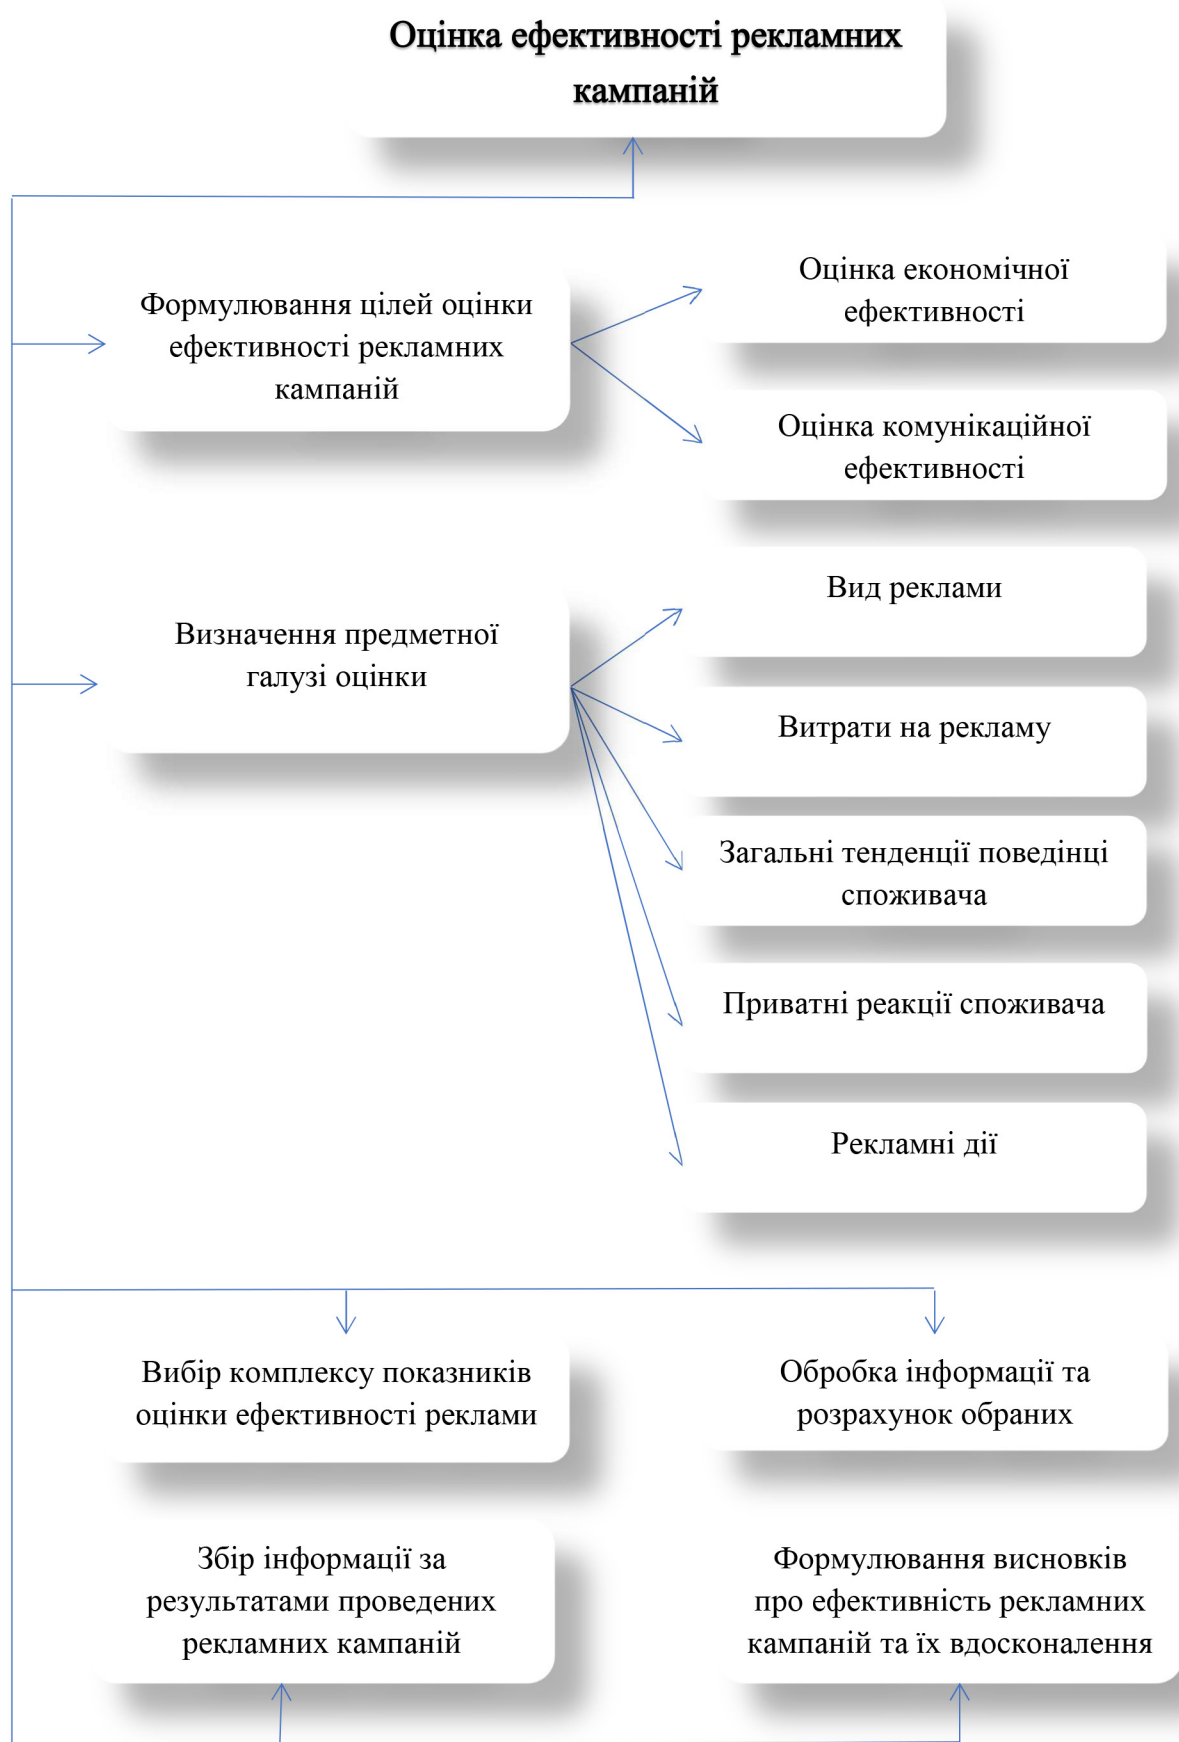 Оцінка ефективності рекламних
кампаній
Формулювання цілей оцінки
ефективності рекламних
кампаній
Оцінка економічної
ефективності
Оцінка комунікаційної
ефективності
Визначення предметної
галузі оцінки
Вид реклами
Витрати на рекламу
Загальні тенденції поведінці
споживача
Приватні реакції споживача
Рекламні дії
Вибір комплексу показників
оцінки ефективності реклами
Обробка інформації та
розрахунок обраних
Збір інформації за
результатами проведених
рекламних кампаній
Формулювання висновків
про ефективність рекламних
кампаній та їх вдосконалення